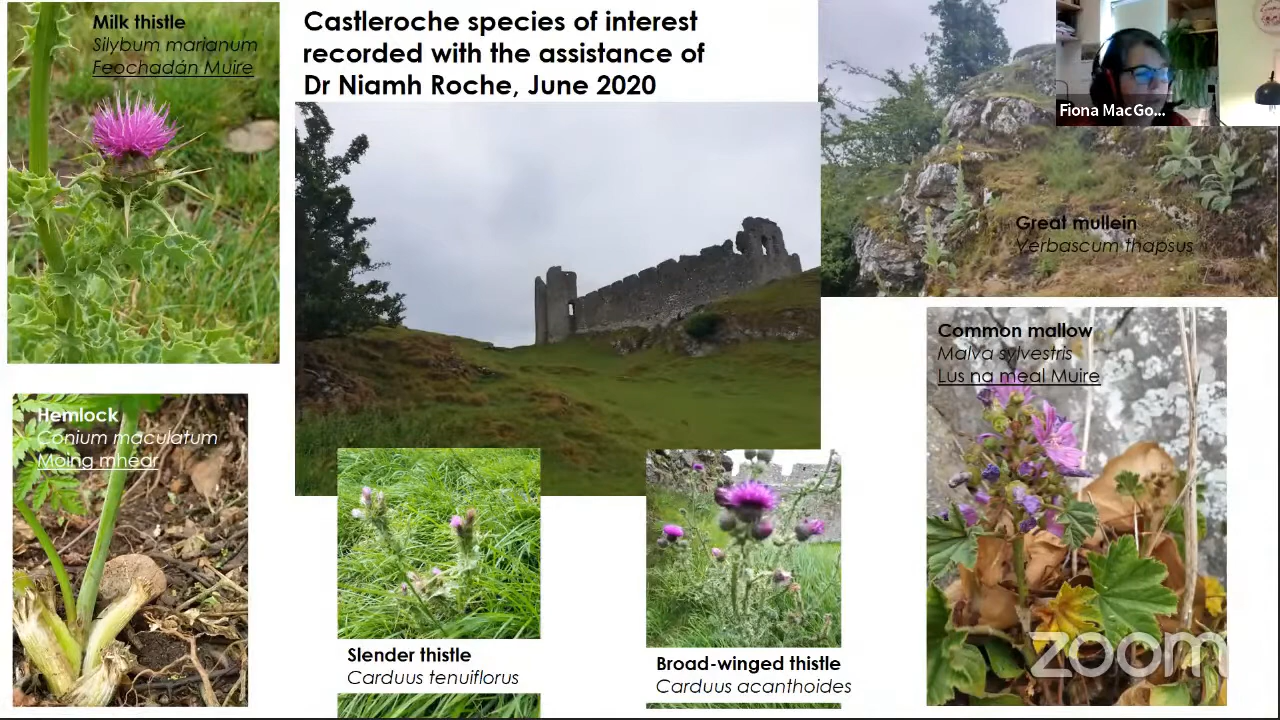 Milk thistle
Silybum marianum
Feochadán Muire
Castleroche species of interest
recorded with the assistance of
Dr Niamh Roche, June 2020
Fiona MacGo...
Great mullein
Verbascum thapsus
Common mallow
Malva sylvestris
Lus na meal Muire
Hemlock
Conium maculatum
Moing mhear
Slender thistle
Carduus tenuiflorus
Broad-winged thistle
Carduus acanthoides
zoom